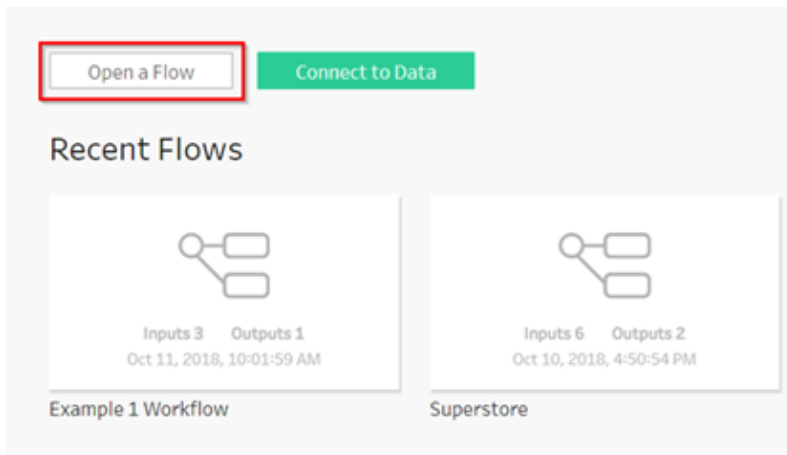 Open a Flow Connect to Data
Recent Flows
Inputs 3 Outputs 1
Oct 11, 2018, 10:01:59 AM
Example 1 Workflow
Inputs 6 Outputs 2
Oct 10, 2018, 4:50:54 PM
Superstore